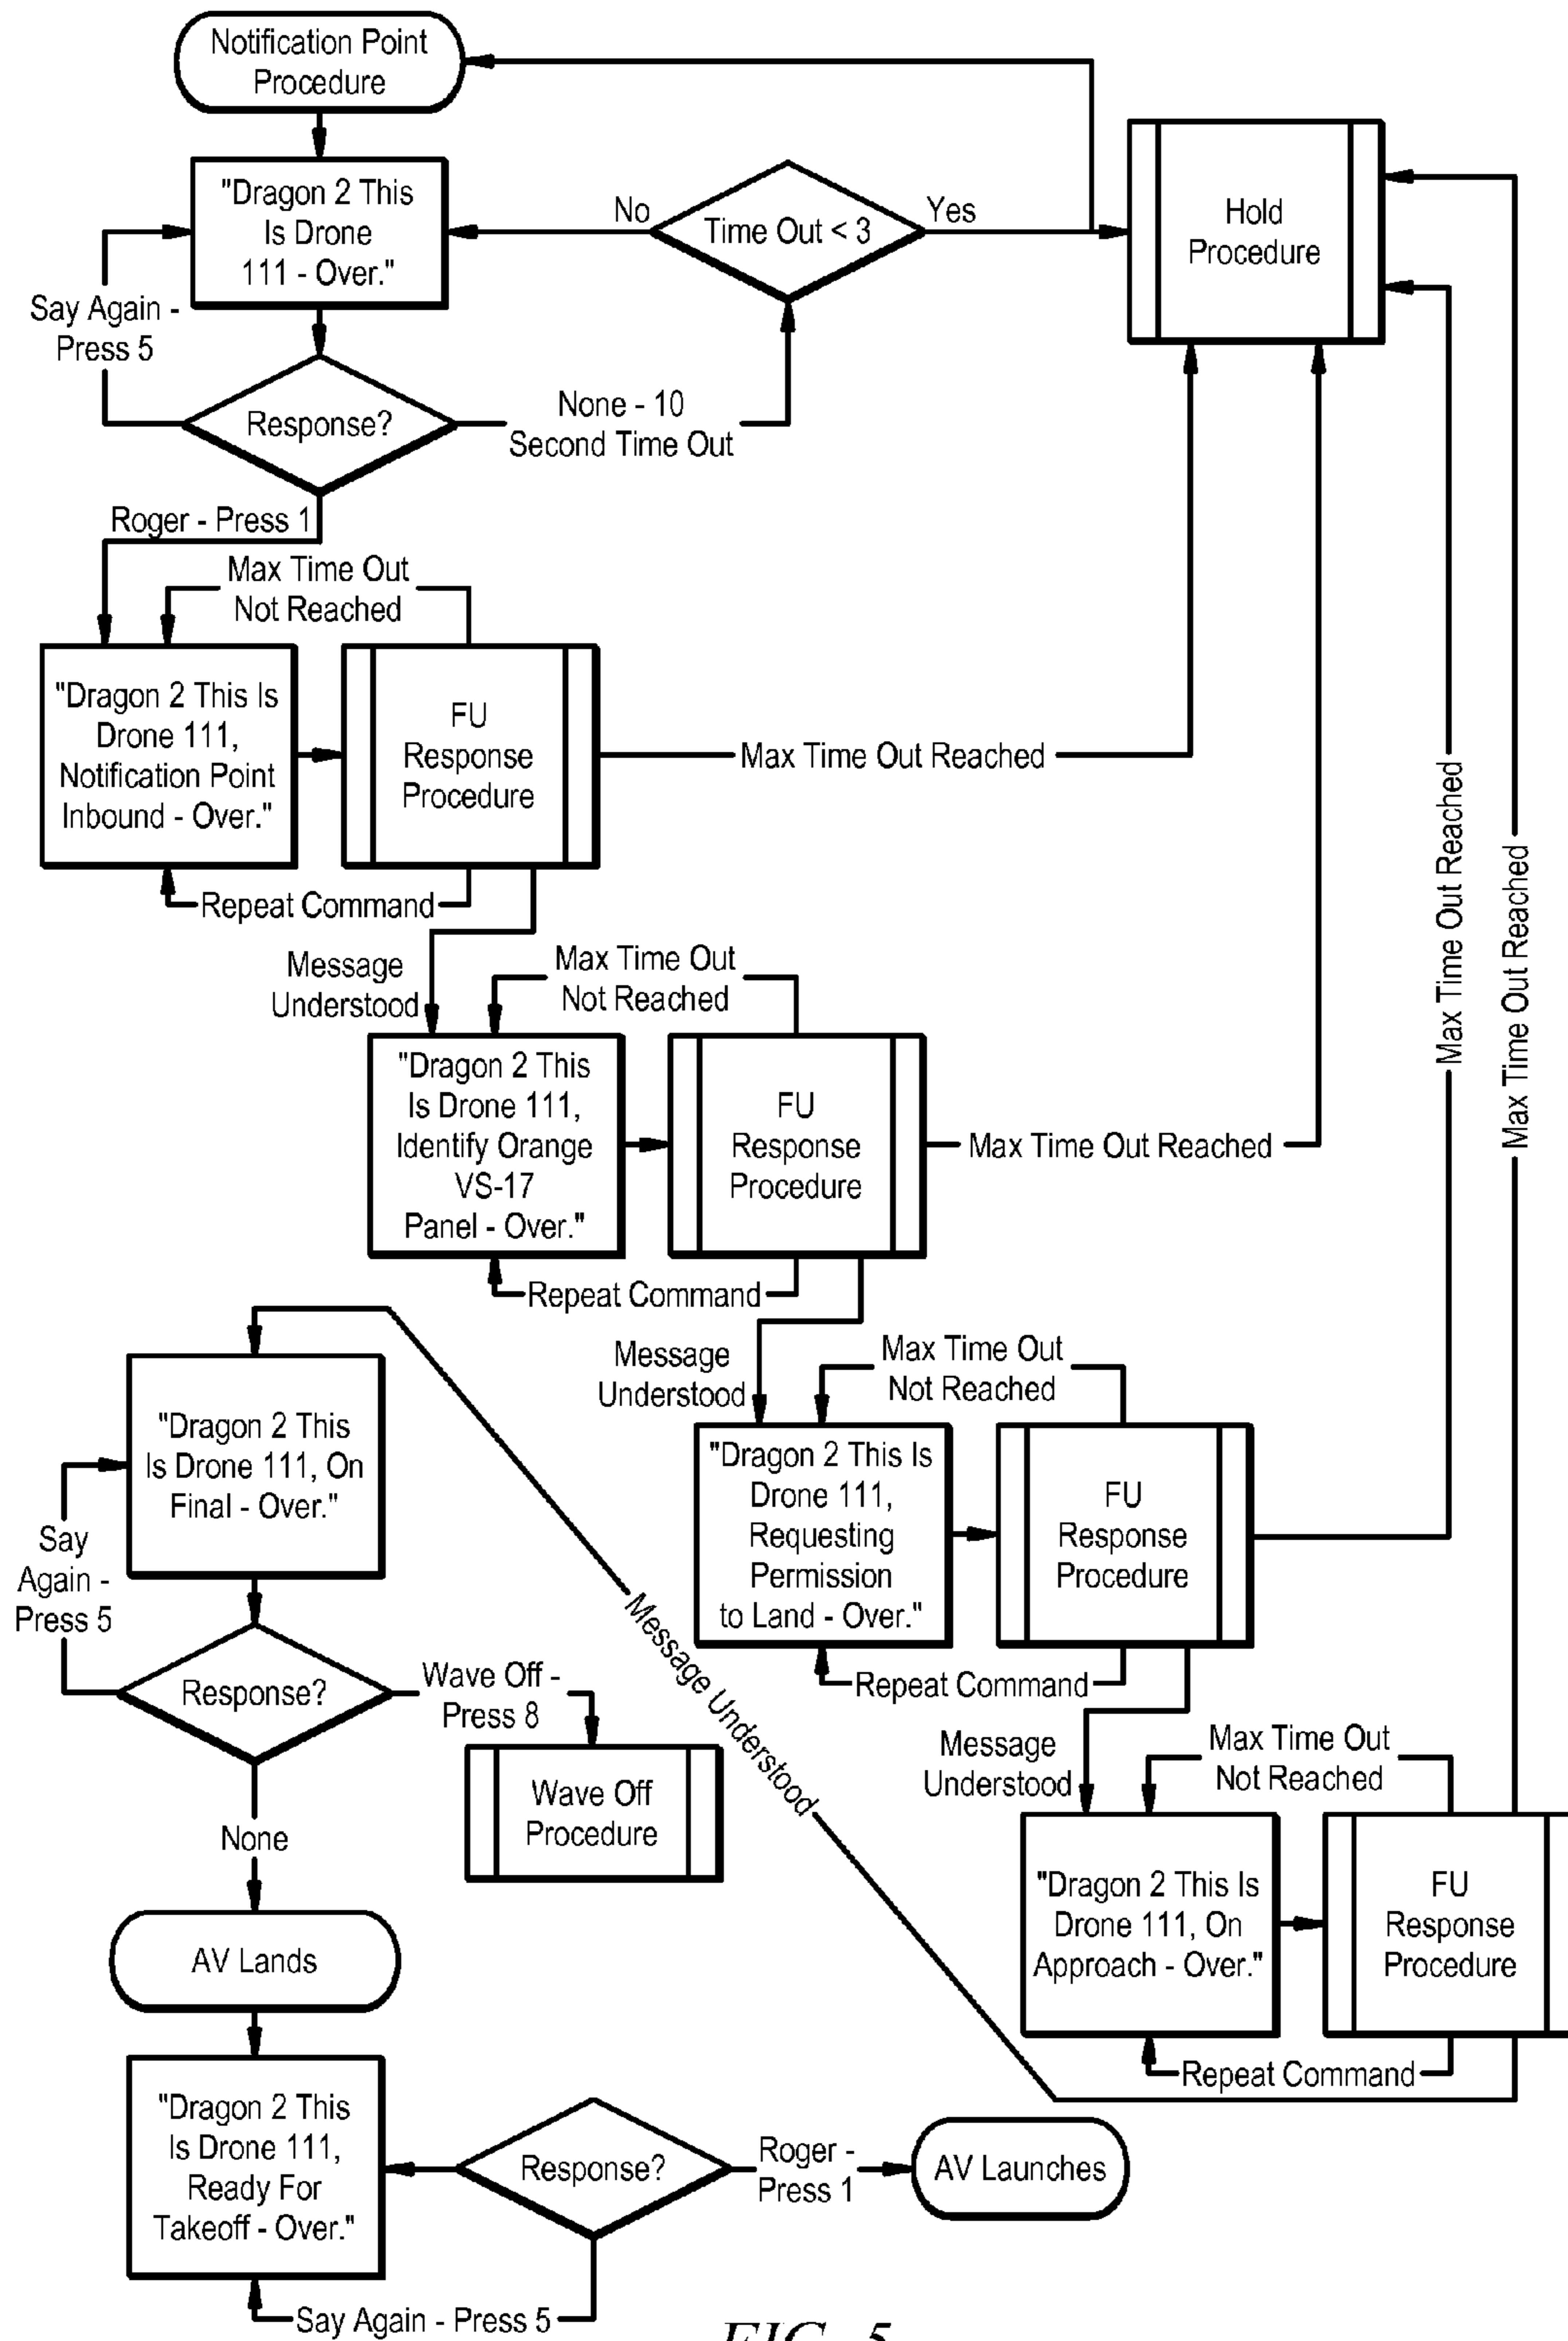 Notification Point
Procedure
"Dragon 2 This
Is Drone
111 - Over."
No
Time Out < 3
Yes
Hold
Procedure
Say Again -
Press 5
Response?
None - 10
Second Time Out
Roger - Press 1
Max Time Out
Not Reached
"Dragon 2 This Is
Drone 111,
Notification Point
Inbound - Over."
FU
Response
Procedure
Max Time Out Reached
Repeat Command
Message
Understood
Max Time Out
Not Reached
"Dragon 2 This
Is Drone 111,
Identify Orange
VS-17
Panel - Over."
FU
Response
Procedure
Max Time Out Reached
Repeat Command
Max Time Out Reached
Max Time Out Reached
Message
Understood
Max Time Out
Not Reached
"Dragon 2 This Is
Drone 111,
Requesting
Permission
to Land - Over."
FU
Response
Procedure
Repeat Command
Message
Understood
Max Time Out
Not Reached
"Dragon 2 This Is
Drone 111, On
Approach - Over."
FU
Response
Procedure
Repeat Command
Message Understood
"Dragon 2 This
Is Drone 111, On
Final - Over."
Say
Again -
Press 5
Response?
Wave Off -
Press 8
Wave Off
Procedure
None
AV Lands
"Dragon 2 This
Is Drone 111,
Ready For
Takeoff - Over."
Response?
Roger -
Press 1
AV Launches
Say Again - Press 5
FIG. 5